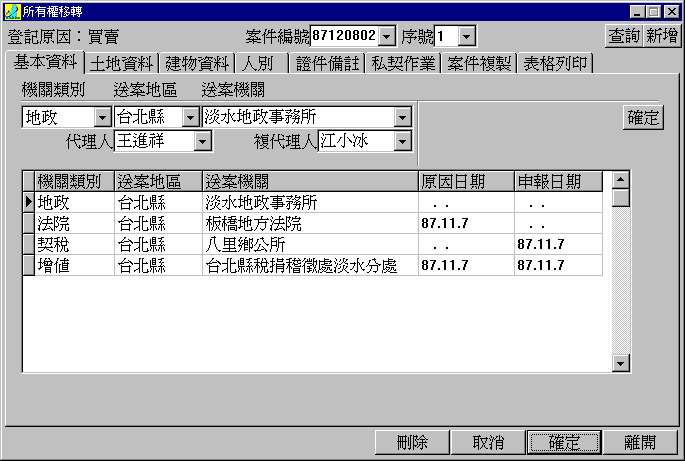 所有權移轉
登記原因：買賣 案件編號 87120802 序號 1 查詢 新增
基本資料 土地資料 建物資料 人別 證件備註 私契作業 案件複製 表格列印
機關類別 送案地區 送案機關
地政 台北縣 淡水地政事務所 確定
代理人 王進祥 複代理人 江小冰
機關類別 送案地區 送案機關 原因日期 申報日期
地政 台北縣 淡水地政事務所 . . . .
法院 台北縣 板橋地方法院 87.11.7 . .
契稅 台北縣 八里鄉公所 . . 87.11.7
增值 台北縣 台北縣稅捐稽徵處淡水分處 87.11.7 87.11.7
刪除 取消 確定 離開